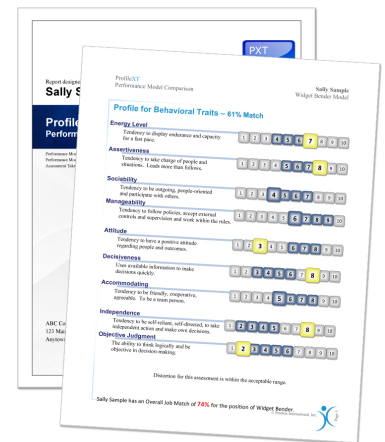 PXT
Report designe
Sally S
Profile
Perform
Performance Mod
Performance Mo
Assessment Take
ABC Co
123 Mai
Anytow
ProfileXT
Performance Model Comparison
Sally Sample
Widget Bender Model
Profile for Behavioral Traits ~ 61% Match
Energy Level
Tendency to display endurance and capacity
for a fast pace.
1 2 3 4 5 6 7 8 9 10
Assertiveness
Tendency to take charge of people and
situations. Leads more than follows.
1 2 3 4 5 6 7 8 9 10
Sociability
Tendency to be outgoing, people-oriented
and participate with others.
1 2 3 4 5 6 7 8 9 10
Manageability
Tendency to follow policies, accept external
controls and supervision and work within the rules.
1 2 3 4 5 6 7 8 9 10
Attitude
Tendency to have a positive attitude
regarding people and outcomes.
1 2 3 4 5 6 7 8 9 10
Decisiveness
Uses available information to make
decisions quickly.
1 2 3 4 5 6 7 8 9 10
Accommodating
Tendency to be friendly, cooperative,
agreeable. To be a team person.
1 2 3 4 5 6 7 8 9 10
Independence
Tendency to be self-reliant, self-directed, to take
independent action and make own decisions.
1 2 3 4 5 6 7 8 9 10
Objective Judgment
The ability to think logically and be
objective in decision-making.
1 2 3 4 5 6 7 8 9 10
Distortion for this assessment is within the acceptable range.
Sally Sample has an Overall Job Match of 74% for the position of Widget Bender.
© Profiles International, Inc.